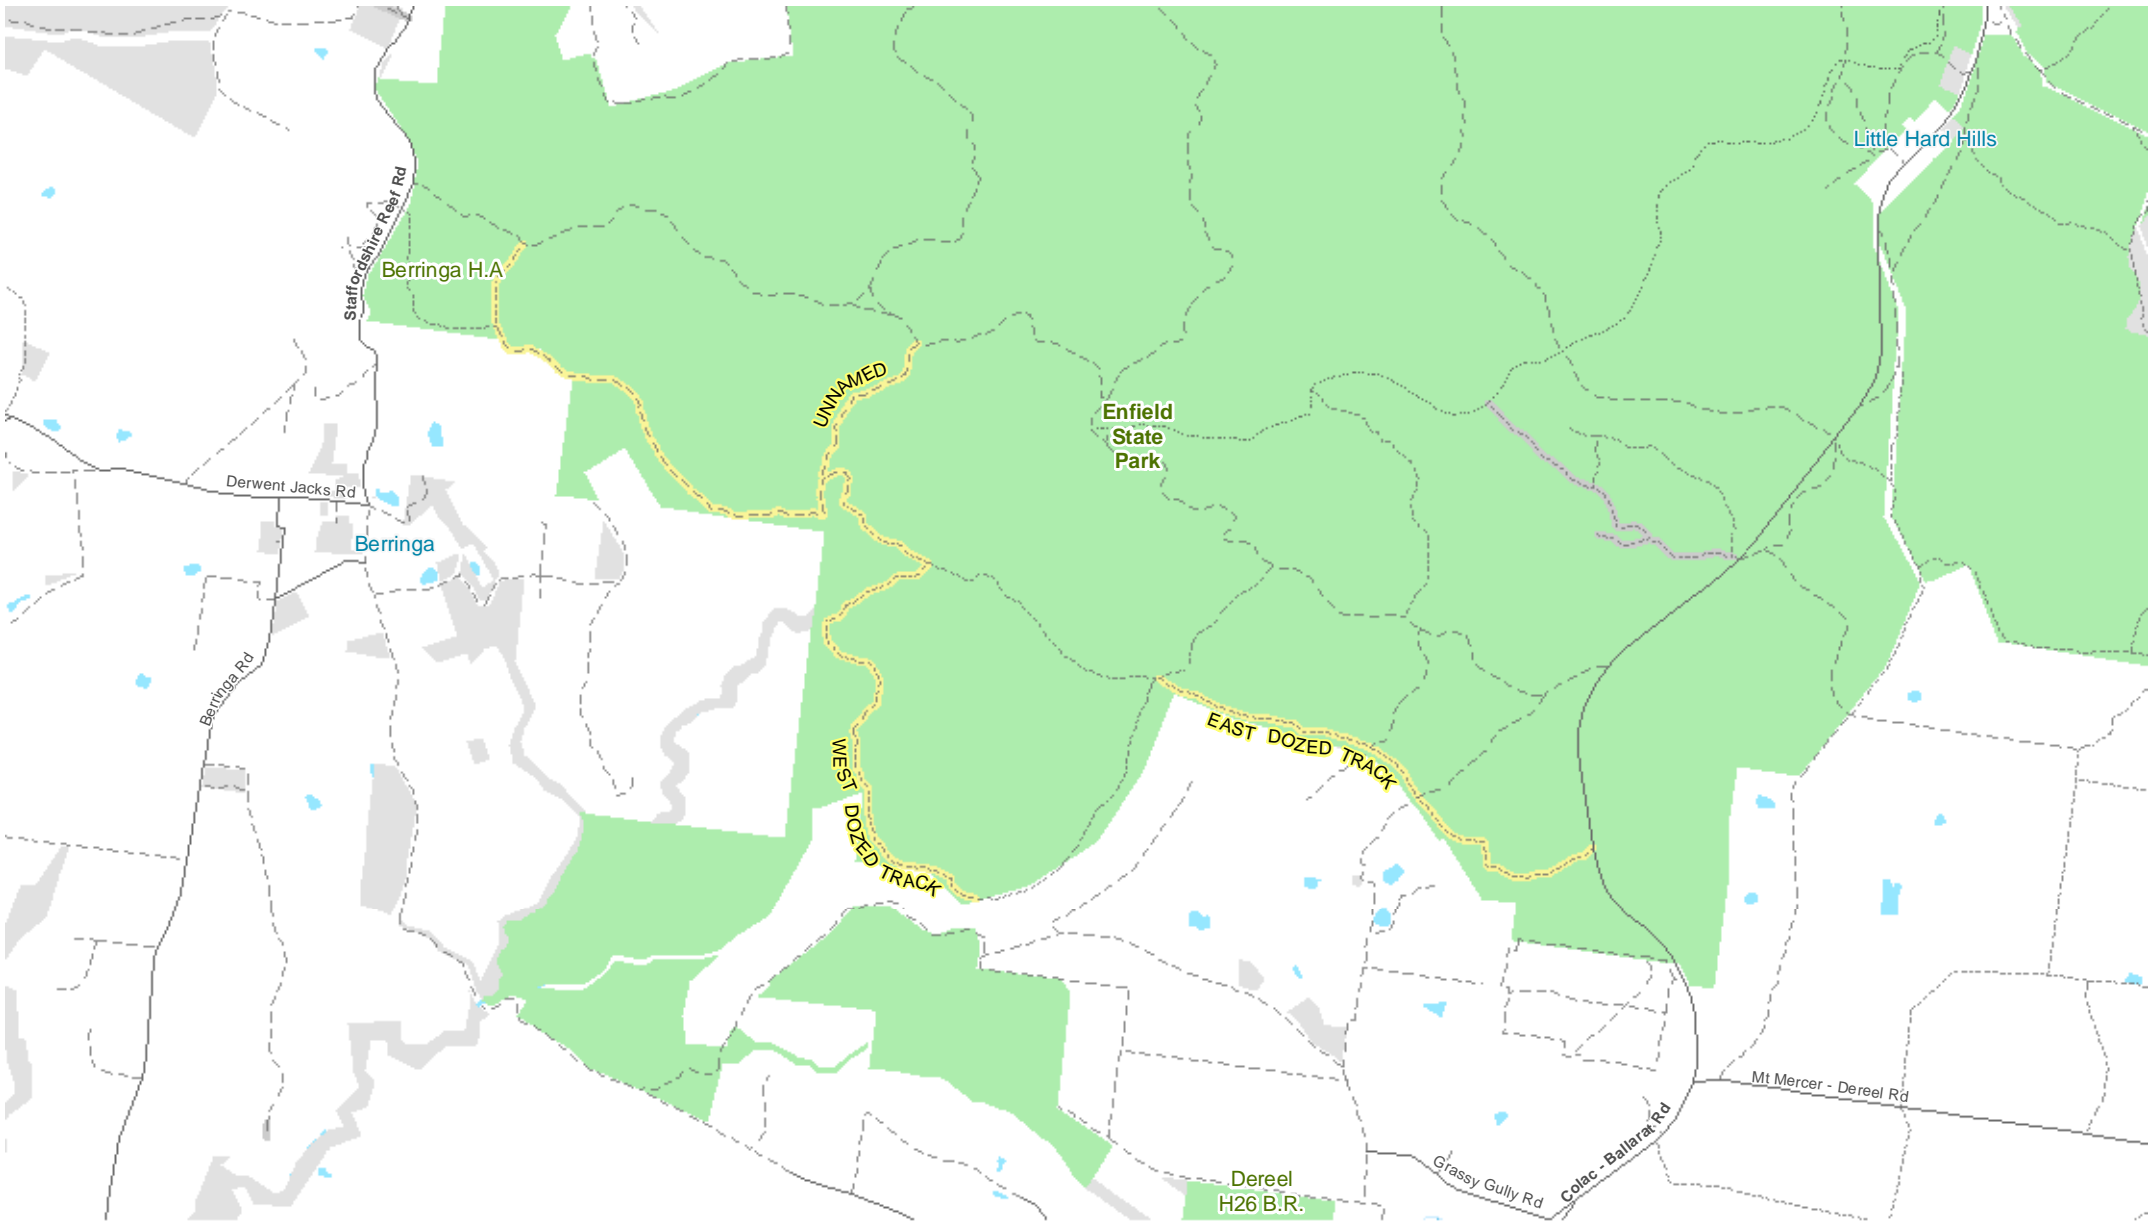 Little Hard Hills
Staffordshire Reef Rd
Berringa H.A
UNNAMED
Enfield
State
Park
Derwent Jacks Rd
Berringa
Berringa Rd
EAST DOZED TRACK
WEST DOZED TRACK
Mt Mercer - Dereel Rd
Colac - Ballarat Rd
Grassy Gully Rd
Dereel
H26 B.R.